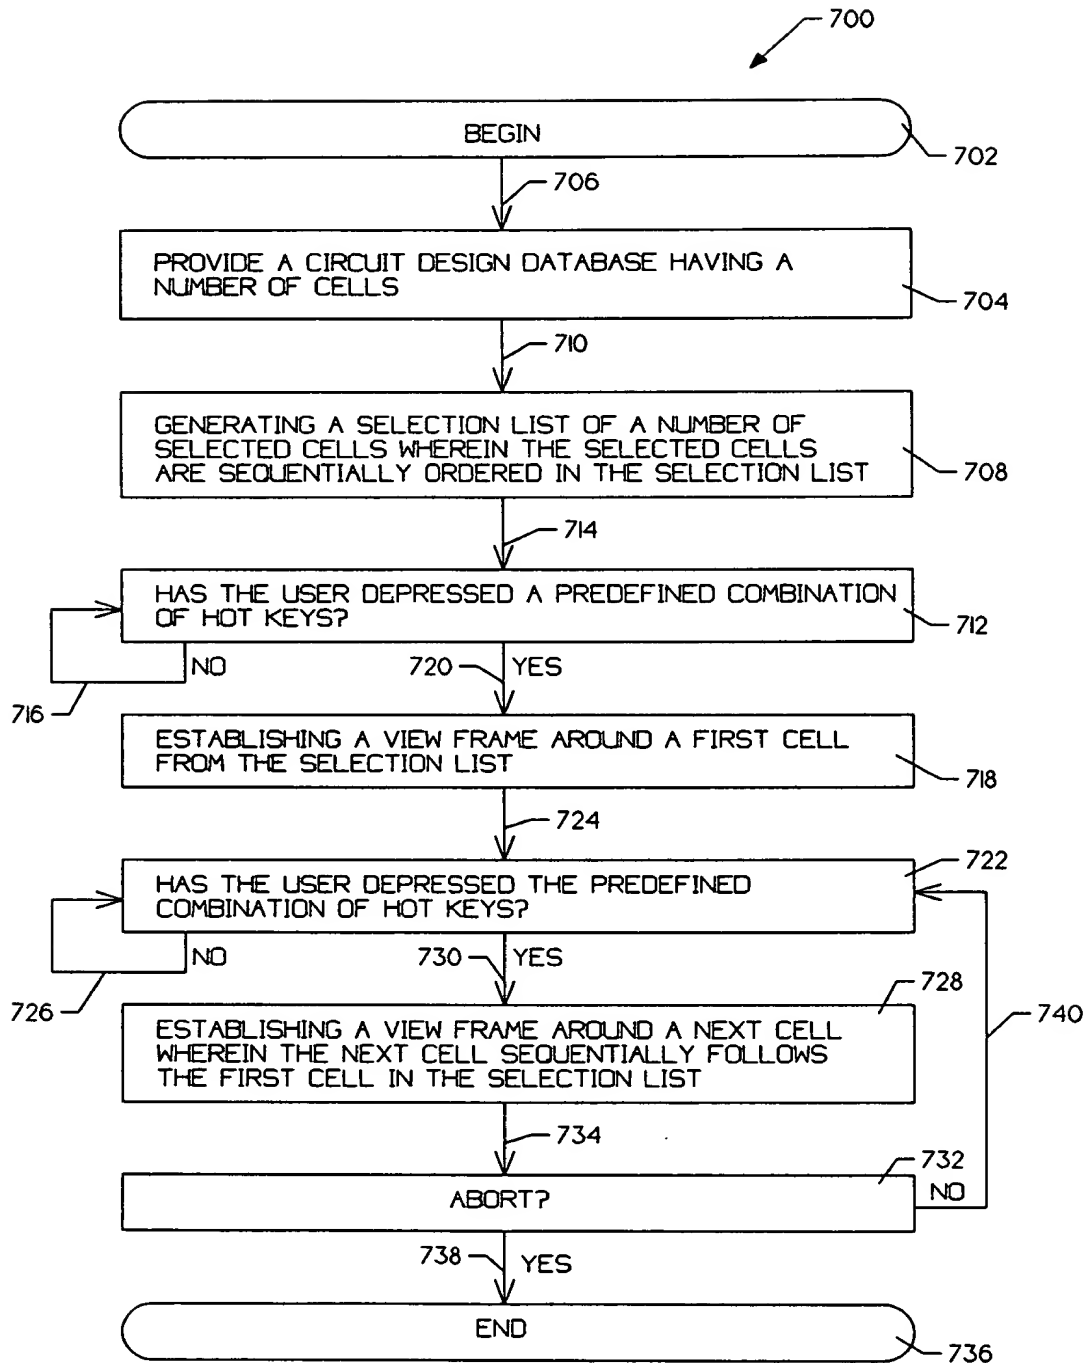 700
BEGIN
702
706
PROVIDE A CIRCUIT DESIGN DATABASE HAVING A
NUMBER OF CELLS
704
710
GENERATING A SELECTION LIST OF A NUMBER OF
SELECTED CELLS WHEREIN THE SELECTED CELLS
ARE SEQUENTIALLY ORDERED IN THE SELECTION LIST
708
714
HAS THE USER DEPRESSED A PREDEFINED COMBINATION
OF HOT KEYS?
712
NO
720
YES
716
ESTABLISHING A VIEW FRAME AROUND A FIRST CELL
FROM THE SELECTION LIST
718
724
722
HAS THE USER DEPRESSED THE PREDEFINED
COMBINATION OF HOT KEYS?
NO
730
YES
726
728
740
ESTABLISHING A VIEW FRAME AROUND A NEXT CELL
WHEREIN THE NEXT CELL SEQUENTIALLY FOLLOWS
THE FIRST CELL IN THE SELECTION LIST
734
732
ABORT?
NO
738
YES
END
736